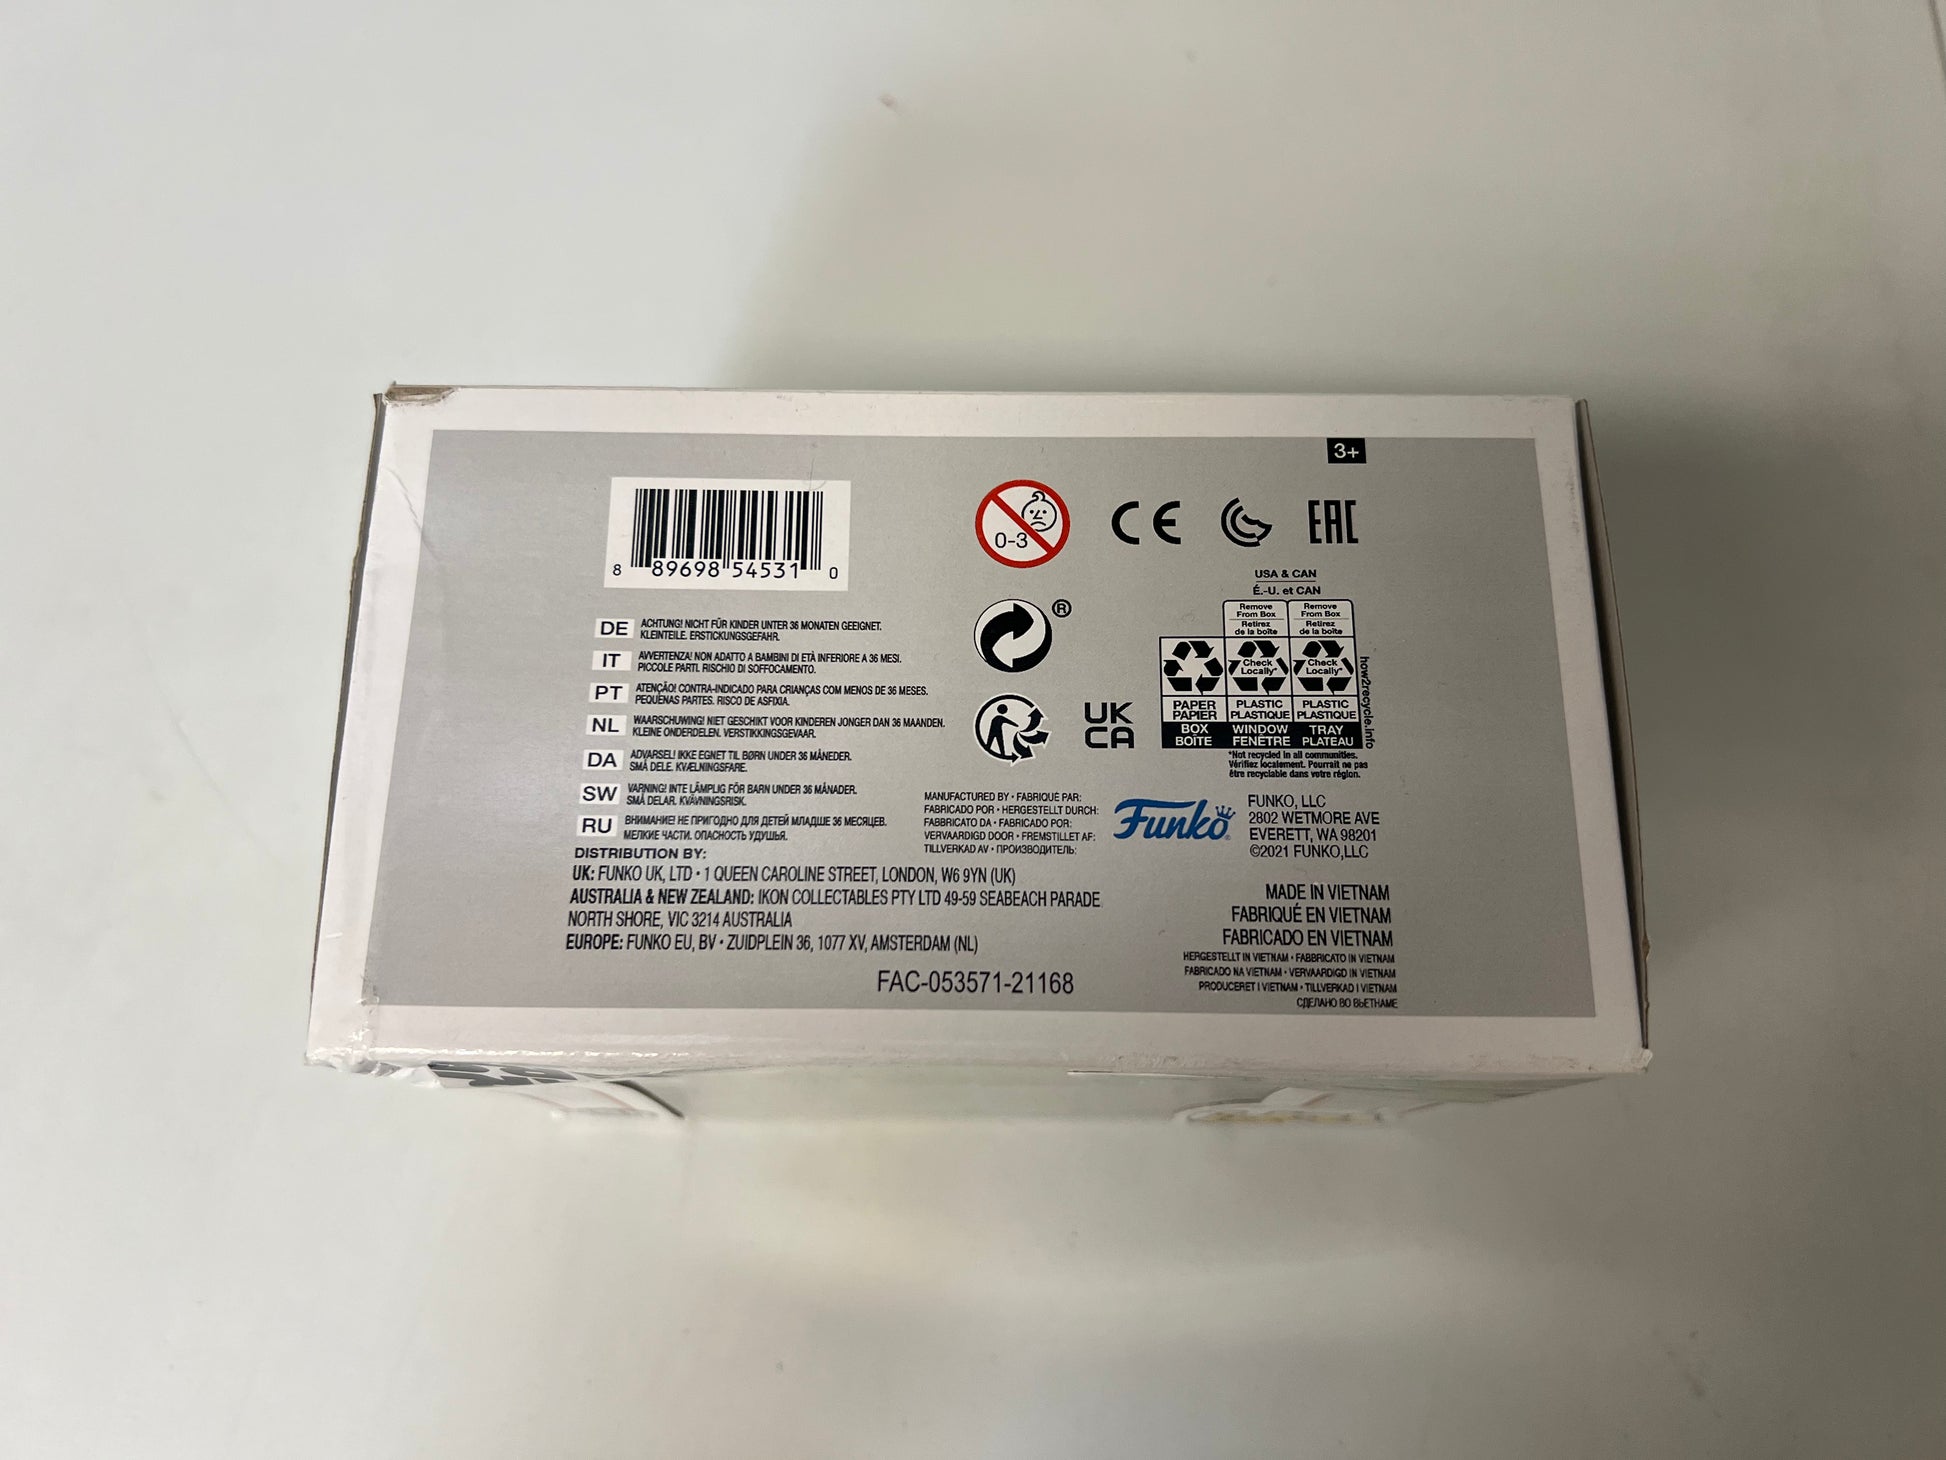 3+
8 89698 54531 0
0-3
CE
EAC
USA & CAN
É.-U. et CAN
Remove From Box
Retirez de la boîte
Remove From Box
Retirez de la boîte
Check Locally*
Check Locally*
PAPER PAPIER
PLASTIC PLASTIQUE
PLASTIC PLASTIQUE
BOX BOÎTE
WINDOW FENÊTRE
TRAY PLATEAU
how2recycle.info
*Not recycled in all communities.
Vérifiez localement. Pourrait ne pas
être recyclable dans votre région.
®
UK
CA
DE ACHTUNG! NICHT FÜR KINDER UNTER 36 MONATEN GEEIGNET.
KLEINTEILE. ERSTICKUNGSGEFAHR.
IT AVVERTENZA! NON ADATTO A BAMBINI DI ETÀ INFERIORE A 36 MESI.
PICCOLE PARTI. RISCHIO DI SOFFOCAMENTO.
PT ATENÇÃO! CONTRA-INDICADO PARA CRIANÇAS COM MENOS DE 36 MESES.
PEQUENAS PARTES. RISCO DE ASFIXIA.
NL WAARSCHUWING! NIET GESCHIKT VOOR KINDEREN JONGER DAN 36 MAANDEN.
KLEINE ONDERDELEN. VERSTIKKINGSGEVAAR.
DA ADVARSEL! IKKE EGNET TIL BØRN UNDER 36 MÅNEDER.
SMÅ DELE. KVÆLNINGSFARE.
SW VARNING! INTE LÄMPLIG FÖR BARN UNDER 36 MÅNADER.
SMÅ DELAR. KVÄVNINGSRISK.
RU ВНИМАНИЕ! НЕ ПРИГОДНО ДЛЯ ДЕТЕЙ МЛАДШЕ 36 МЕСЯЦЕВ.
МЕЛКИЕ ЧАСТИ. ОПАСНОСТЬ УДУШЬЯ.
DISTRIBUTION BY:
UK: FUNKO UK, LTD • 1 QUEEN CAROLINE STREET, LONDON, W6 9YN (UK)
AUSTRALIA & NEW ZEALAND: IKON COLLECTABLES PTY LTD 49-59 SEABEACH PARADE
NORTH SHORE, VIC 3214 AUSTRALIA
EUROPE: FUNKO EU, BV • ZUIDPLEIN 36, 1077 XV, AMSTERDAM (NL)
FAC-053571-21168
MANUFACTURED BY • FABRIQUÉ PAR:
FABRICADO POR • HERGESTELLT DURCH:
FABBRICATO DA • FABRICADO POR:
VERVAARDIGD DOOR • FREMSTILLET AF:
TILLVERKAD AV • ПРОИЗВОДИТЕЛЬ:
Funko
FUNKO, LLC
2802 WETMORE AVE
EVERETT, WA 98201
©2021 FUNKO,LLC
MADE IN VIETNAM
FABRIQUÉ EN VIETNAM
FABRICADO EN VIETNAM
HERGESTELLT IN VIETNAM • FABBRICATO IN VIETNAM
FABRICADO NA VIETNAM • VERVAARDIGD IN VIETNAM
PRODUCERET I VIETNAM • TILLVERKAD I VIETNAM
СДЕЛАНО ВО ВЬЕТНАМЕ